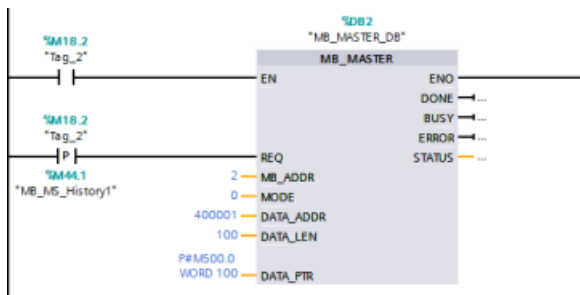 %DB2
"MB_MASTER_DB"
%M18.2
"Tag_2"
MB_MASTER
EN
ENO
DONE
...
BUSY
...
ERROR
...
%M18.2
"Tag_2"
P
REQ
STATUS
...
%M44.1
"MB_MS_History1"
2
MB_ADDR
0
MODE
400001
DATA_ADDR
100
DATA_LEN
P#M500.0
WORD 100
DATA_PTR